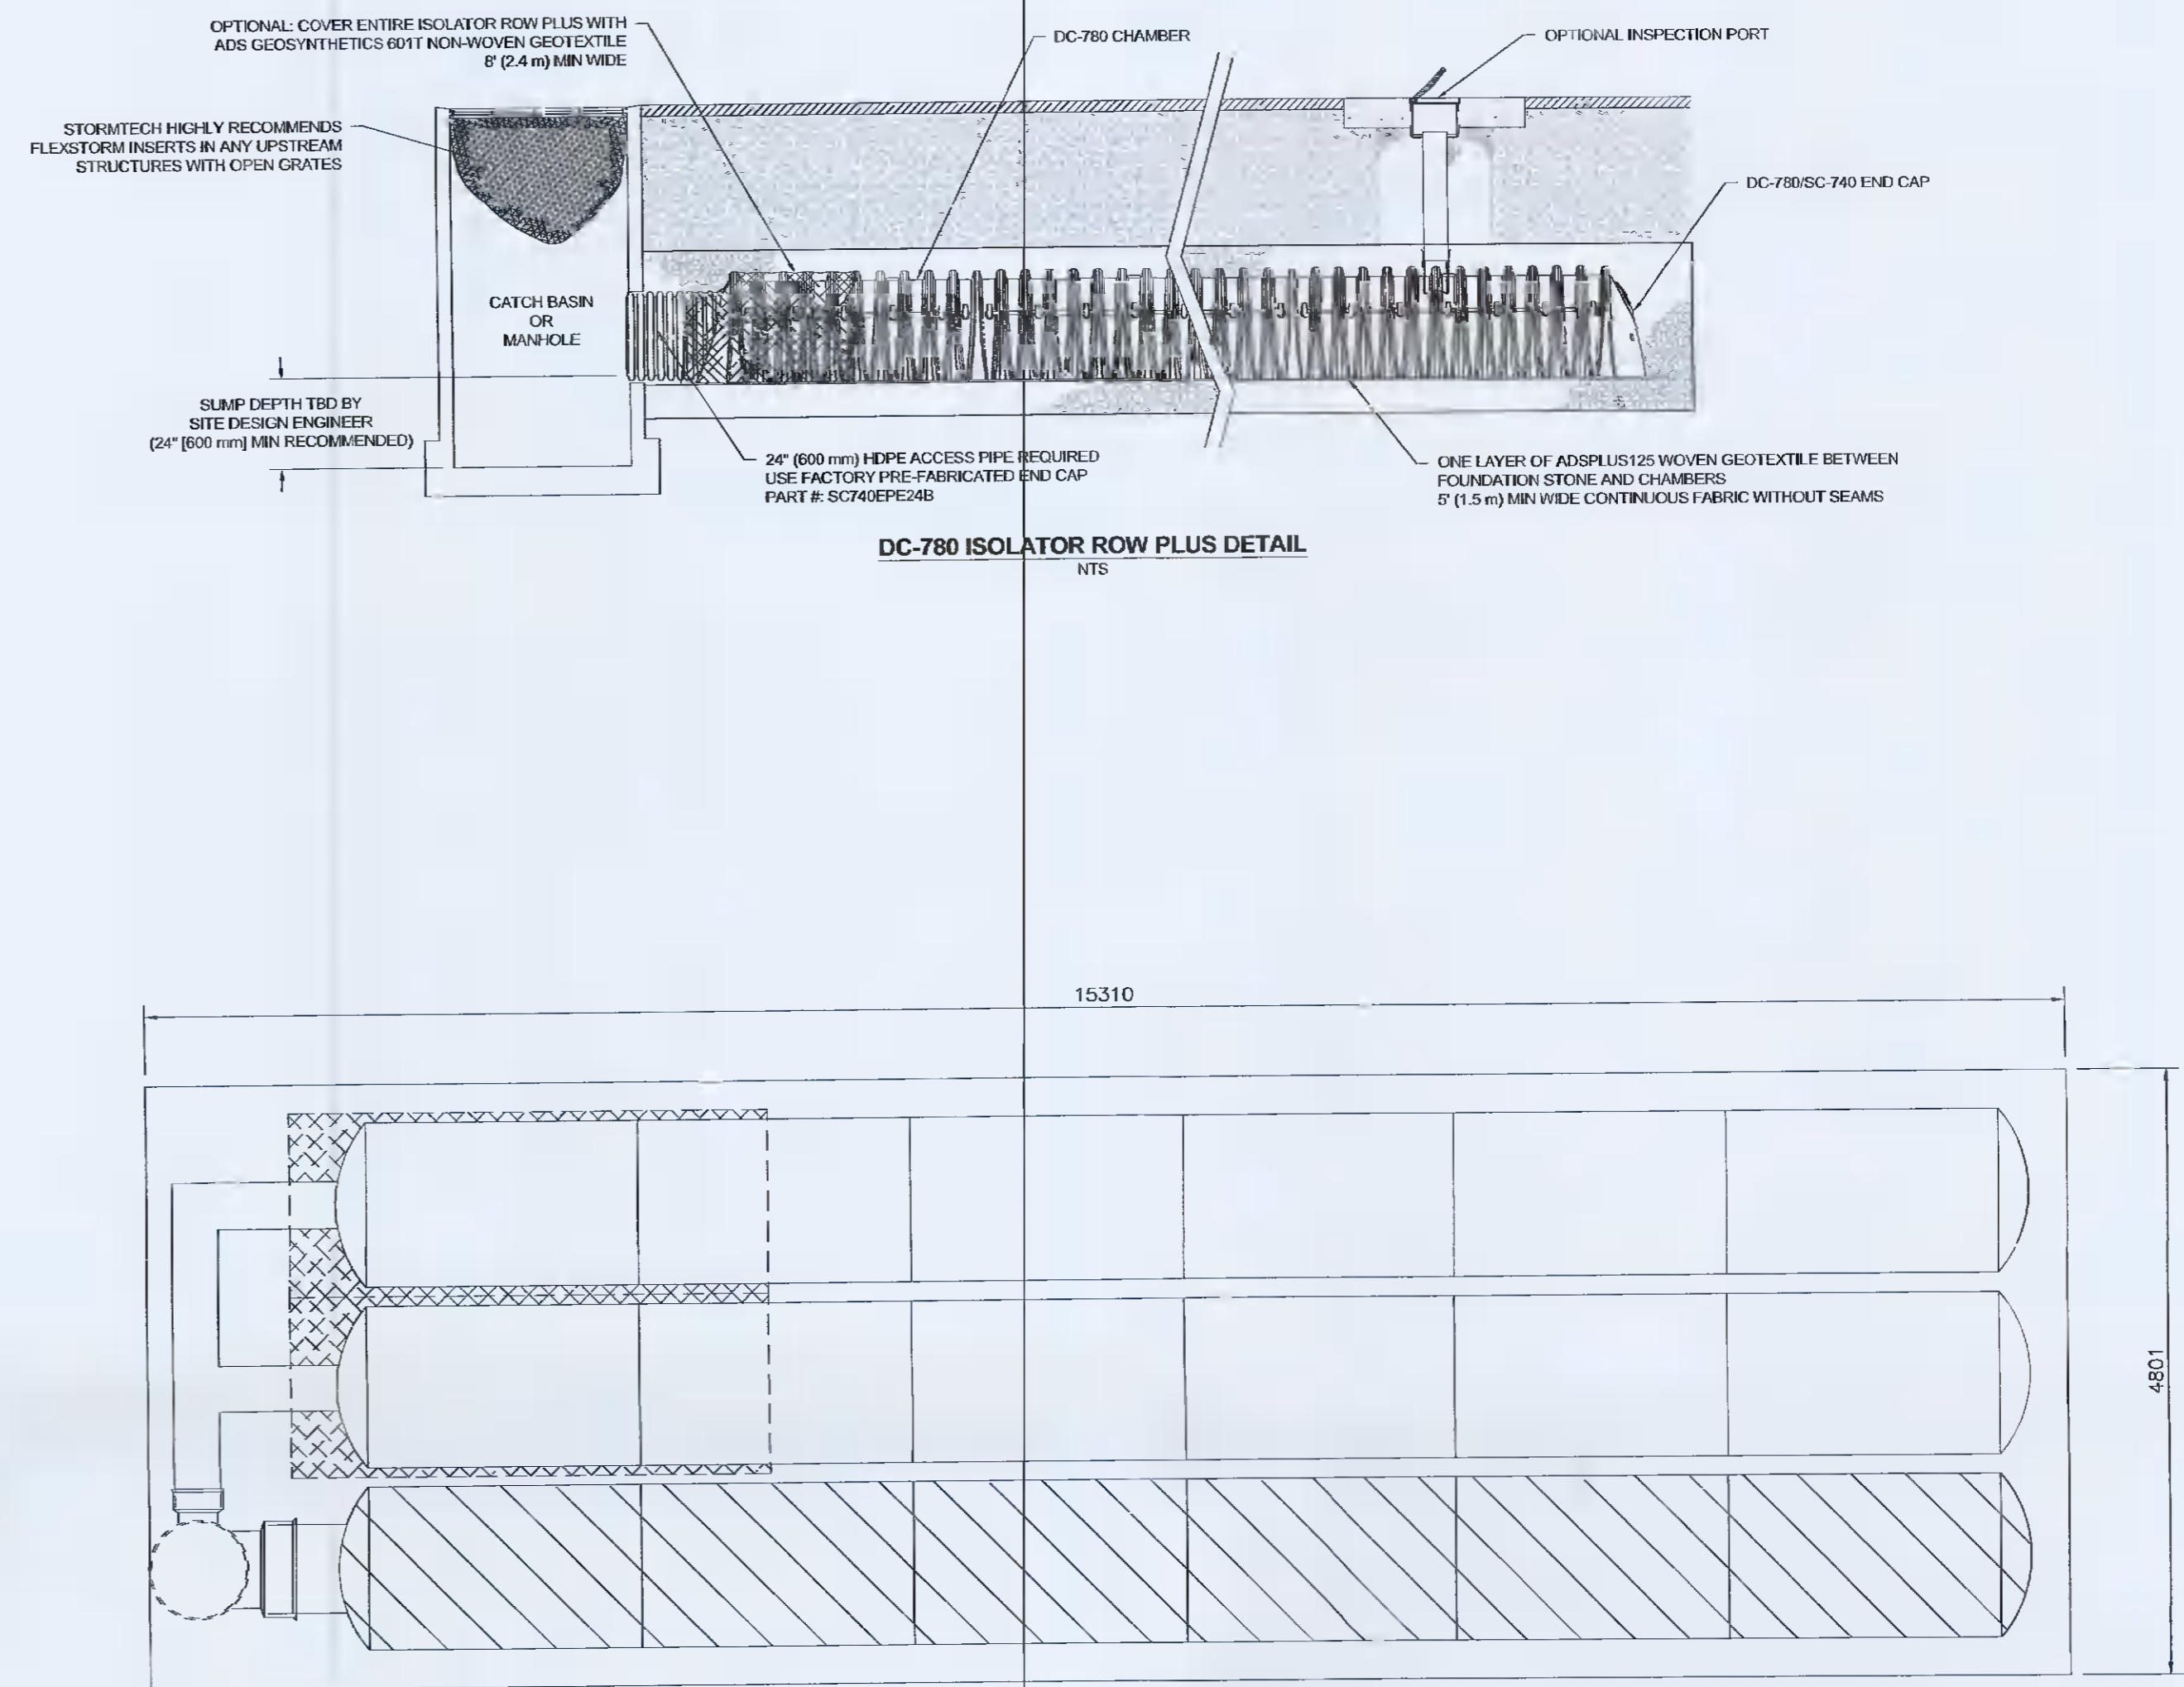 OPTIONAL: COVER ENTIRE ISOLATOR ROW PLUS WITH
ADS GEOSYNTHETICS 601T NON-WOVEN GEOTEXTILE
8' (2.4 m) MIN WIDE
DC-780 CHAMBER
OPTIONAL INSPECTION PORT
STORMTECH HIGHLY RECOMMENDS
FLEXSTORM INSERTS IN ANY UPSTREAM
STRUCTURES WITH OPEN GRATES
DC-780/SC-740 END CAP
CATCH BASIN
OR
MANHOLE
SUMP DEPTH TBD BY
SITE DESIGN ENGINEER
(24" [600 mm] MIN RECOMMENDED)
24" (600 mm) HDPE ACCESS PIPE REQUIRED
USE FACTORY PRE-FABRICATED END CAP
PART #: SC740EPE24B
ONE LAYER OF ADSPLUS125 WOVEN GEOTEXTILE BETWEEN
FOUNDATION STONE AND CHAMBERS
5' (1.5 m) MIN WIDE CONTINUOUS FABRIC WITHOUT SEAMS
DC-780 ISOLATOR ROW PLUS DETAIL
NTS
15310
4801